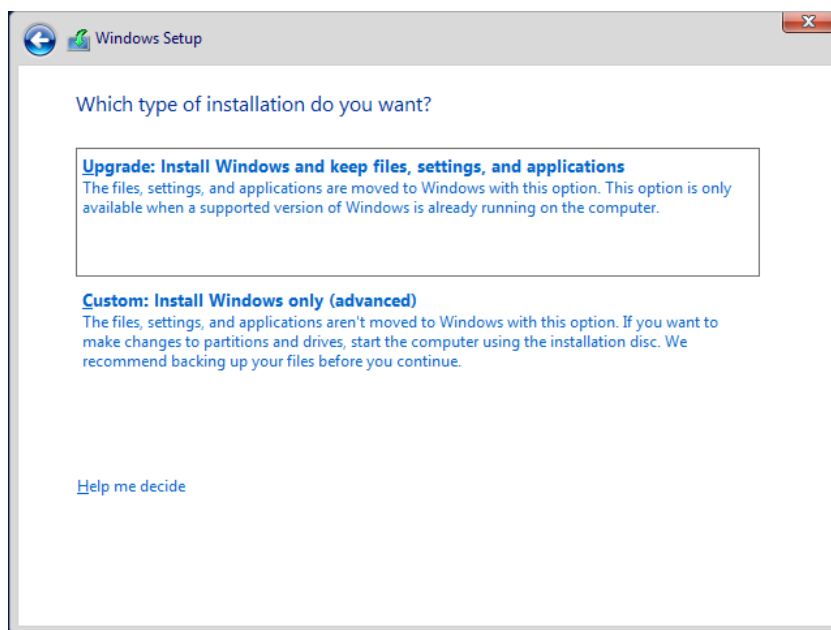 Windows Setup
Which type of installation do you want?
Upgrade: Install Windows and keep files, settings, and applications
The files, settings, and applications are moved to Windows with this option. This option is only
available when a supported version of Windows is already running on the computer.
Custom: Install Windows only (advanced)
The files, settings, and applications aren't moved to Windows with this option. If you want to
make changes to partitions and drives, start the computer using the installation disc. We
recommend backing up your files before you continue.
Help me decide